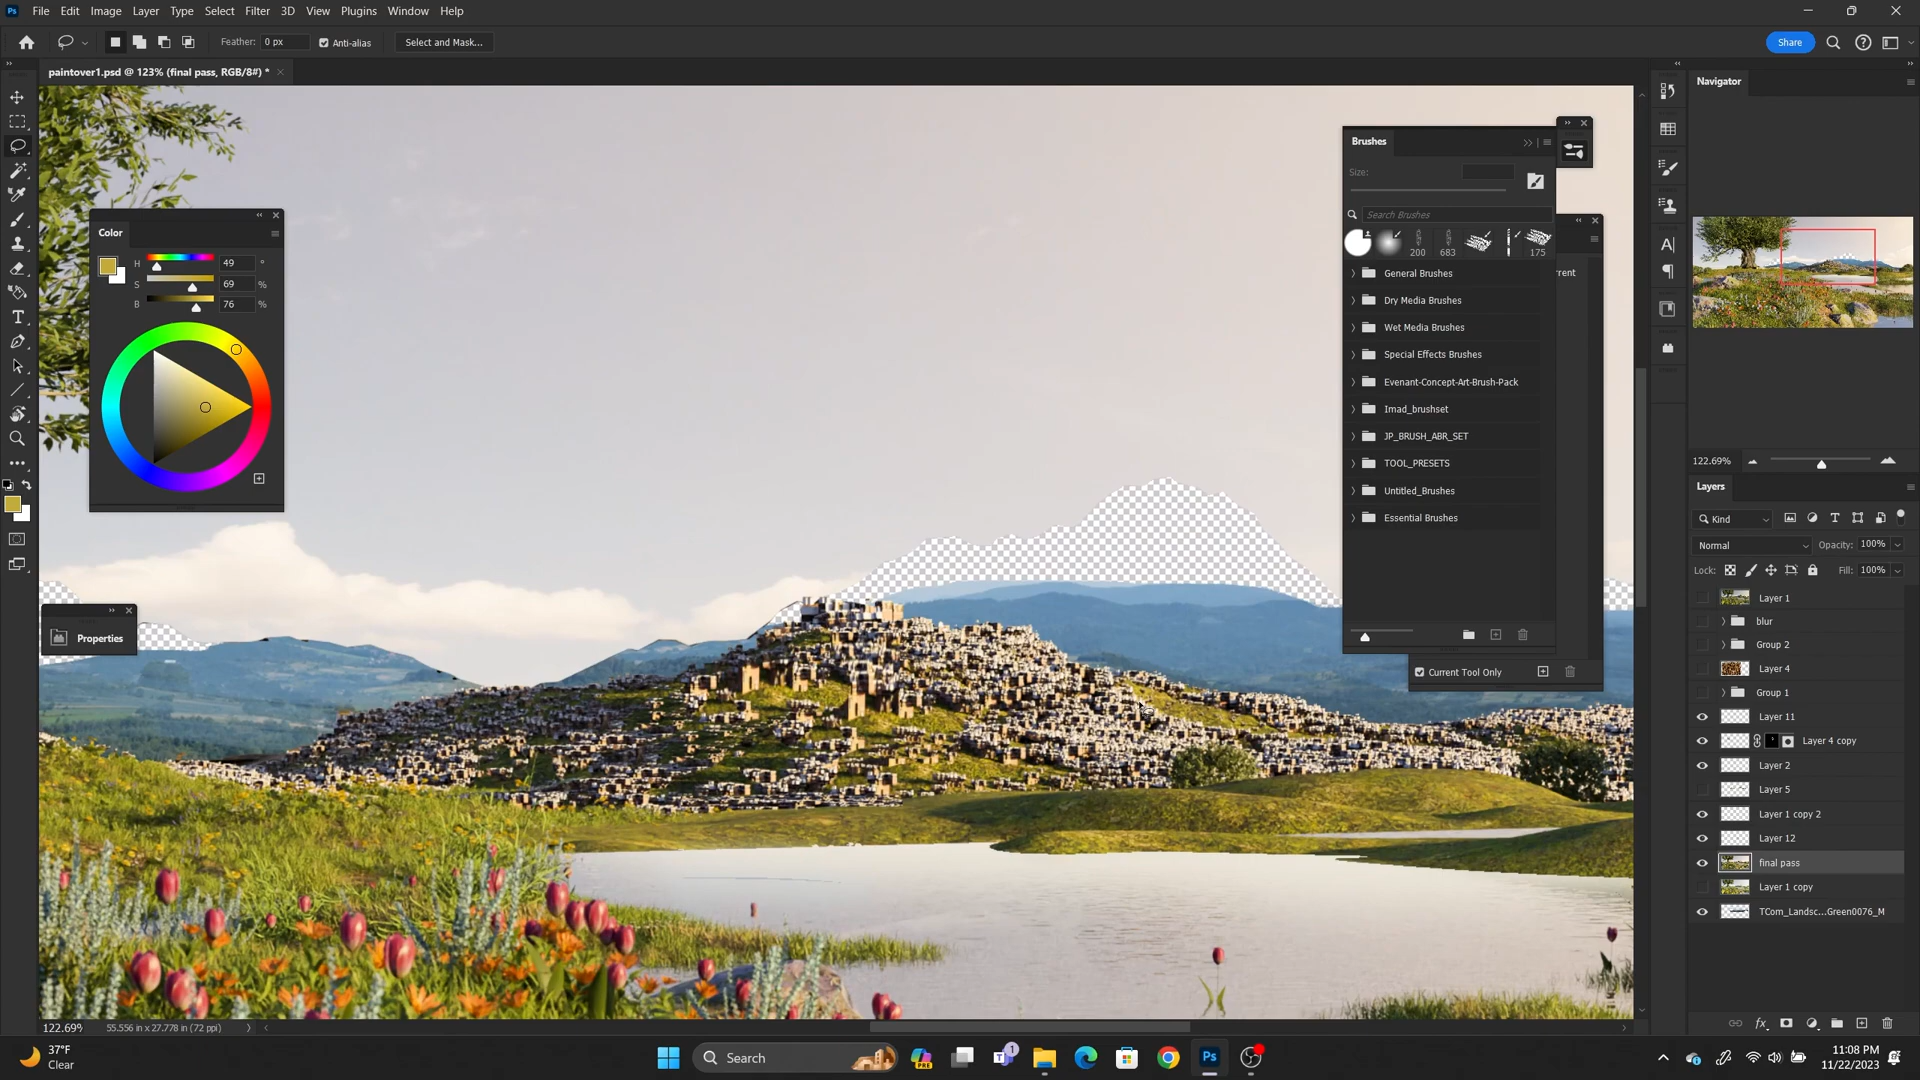 Ps File Edit Image Layer Type Select Filter 3D View Plugins Window Help
Feather: 0 px Anti-alias Select and Mask... Share
paintover1.psd @ 123% (final pass, RGB/8#) *
Navigator
Brushes
Size:
Search Brushes
200 683 175
General Brushes
rrent
Dry Media Brushes
Wet Media Brushes
Special Effects Brushes
Evenant-Concept-Art-Brush-Pack
Imad_brushset
JP_BRUSH_ABR_SET
TOOL_PRESETS
Untitled_Brushes
Essential Brushes
Current Tool Only
Color
H 49 °
S 69 %
B 76 %
Properties
122.69%
Layers
Kind
Normal Opacity: 100%
Lock: Fill: 100%
Layer 1
blur
Group 2
Layer 4
Group 1
Layer 11
Layer 4 copy
Layer 2
Layer 5
Layer 1 copy 2
Layer 12
final pass
Layer 1 copy
TCom_Landsc...Green0076_M
122.69% 55.556 in x 27.778 in (72 ppi)
37°F
Clear
Search
PRE
1
Ps
11:08 PM
11/22/2023